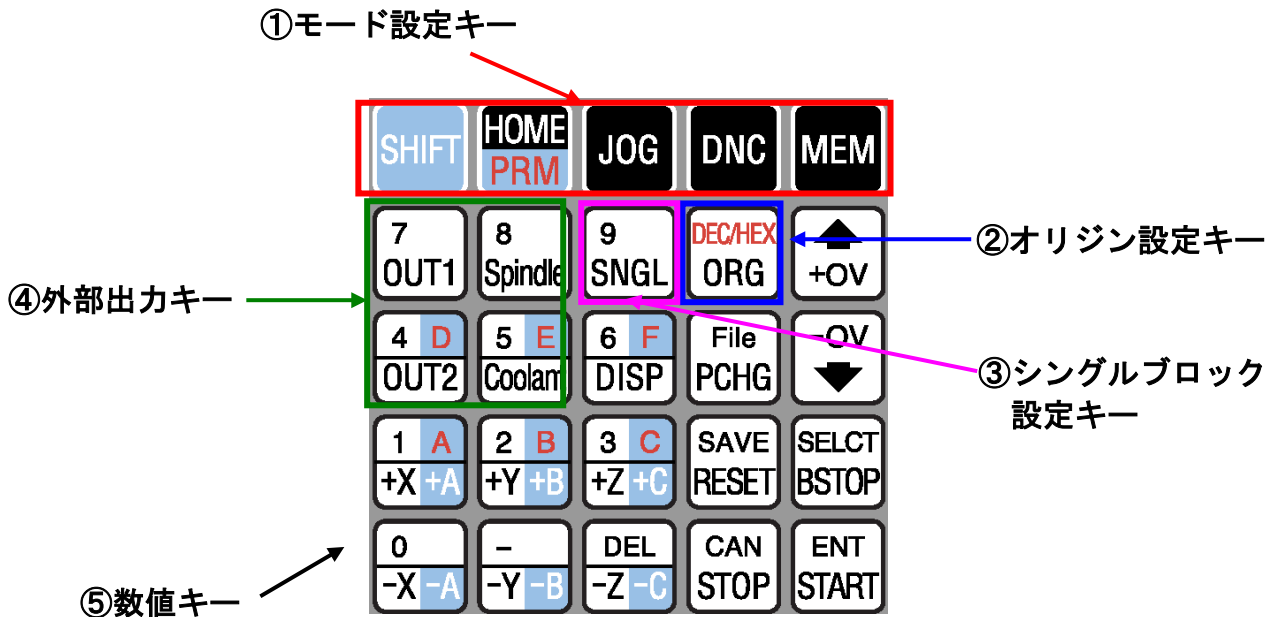 ①モード設定キー
SHIFT HOME JOG DNC MEM
PRM
7 8 9 DEC/HEX
OUT1 Spindle SNGL ORG +OV
②オリジン設定キー
④外部出力キー
4 D 5 E 6 F File -OV
OUT2 Coolant DISP PCHG
③シングルブロック
設定キー
1 A 2 B 3 C SAVE SELCT
+X +A +Y +B +Z +C RESET BSTOP
0 - DEL CAN ENT
-X -A -Y -B -Z -C STOP START
⑤数値キー